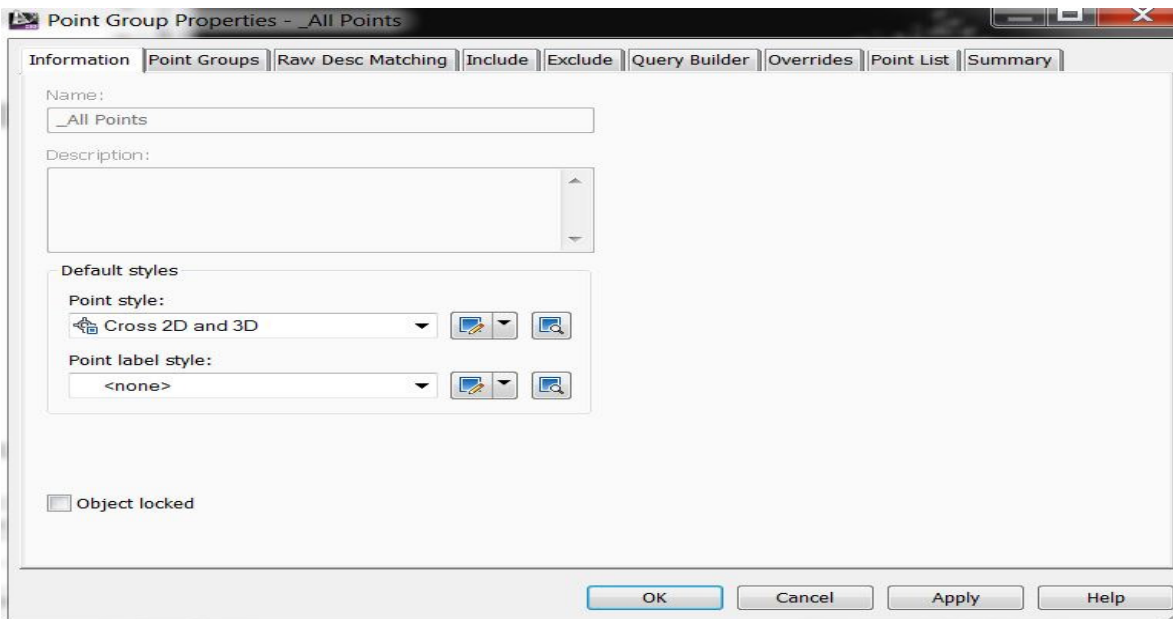 Point Group Properties - _All Points
Information Point Groups Raw Desc Matching Include Exclude Query Builder Overrides Point List Summary
Name:
_All Points
Description:
Default styles
Point style:
Cross 2D and 3D
Point label style:
<none>
Object locked
OK Cancel Apply Help